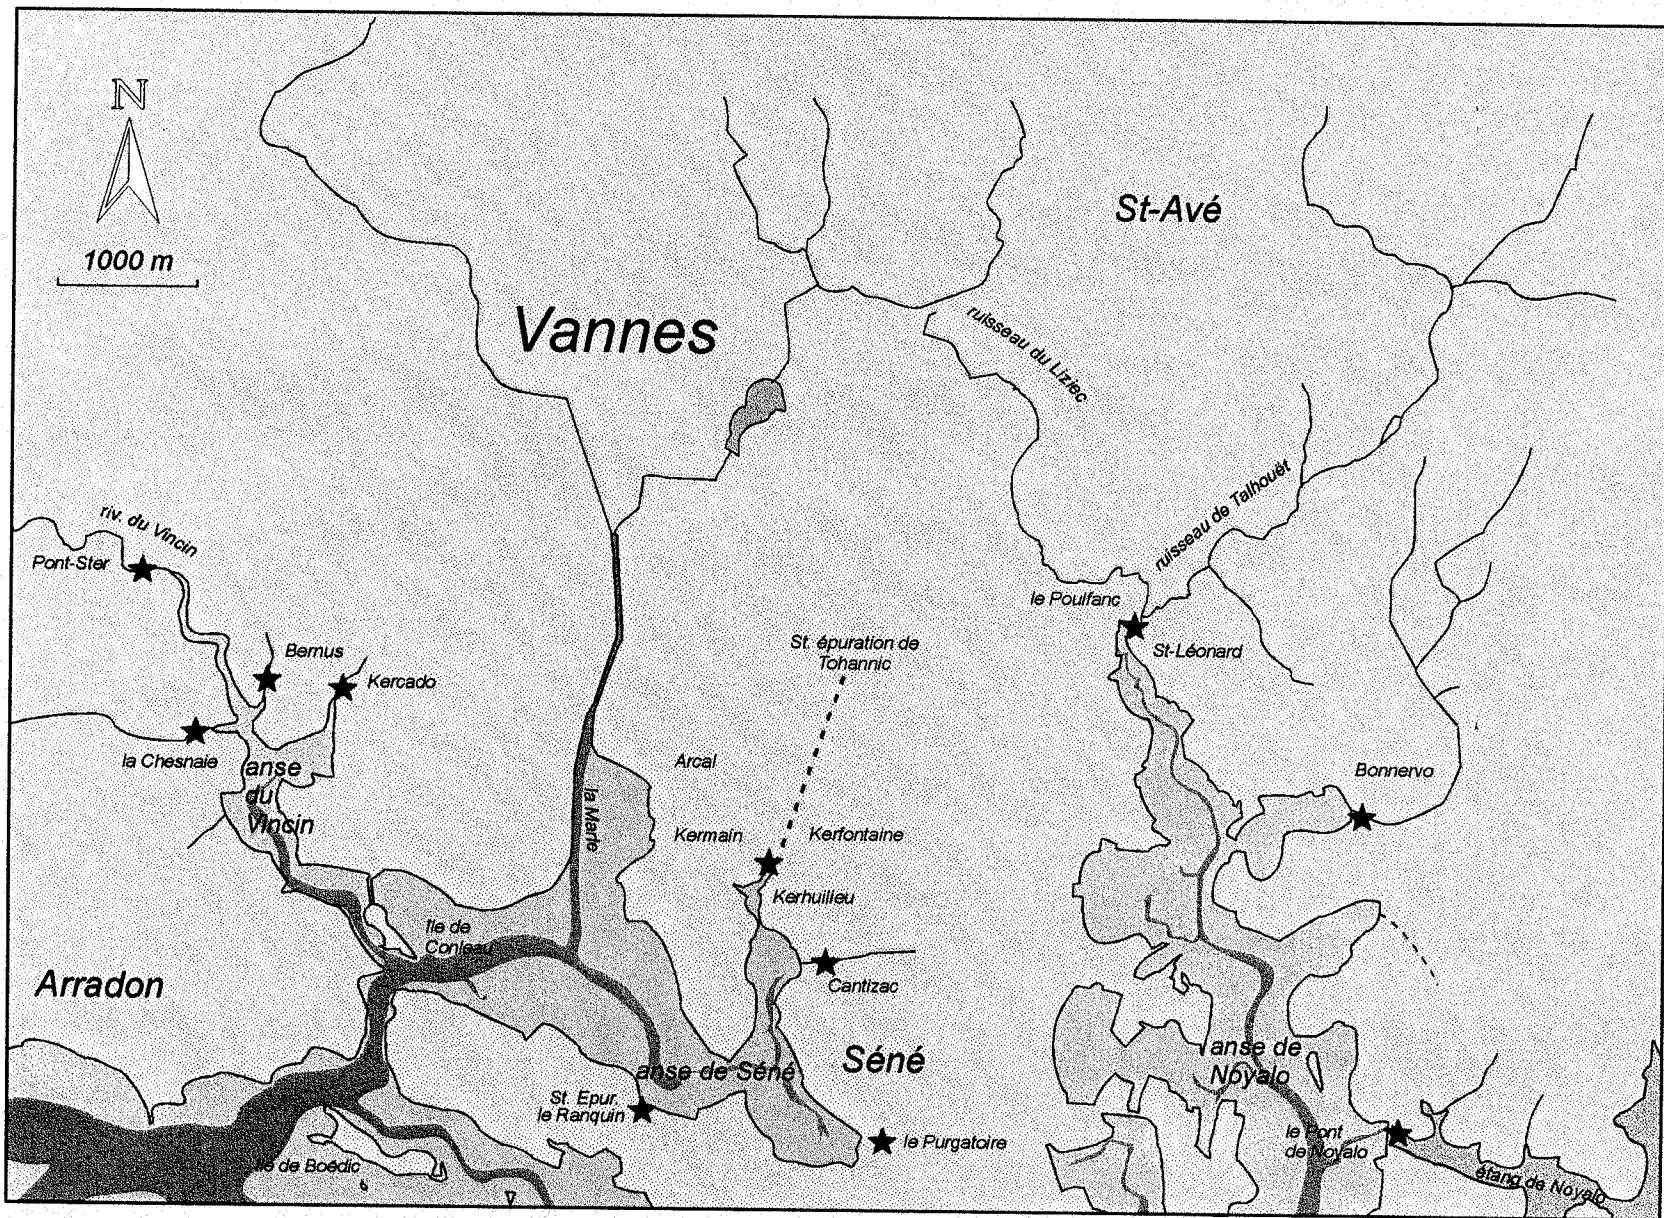 N
1000 m
St-Avé
Vannes
ruisseau du Liziec
riv. du Vincin
Pont-Ster
ruisseau de Talhouët
le Poulfanc
St-Léonard
St. épuration de
Tohannic
Bernus
Kercado
la Chesnaie
anse
du
Vincin
Arcal
la Marle
Kermain
Kerfontaine
Bonnervo
Kerhuilieu
île de
Conleau
Cantizac
Arradon
Séné
anse de Séné
anse de
Noyalo
St. Epur.
le Ranquin
le Purgatoire
le Pont
de Noyalo
île de Boëdic
étang de Noyalo